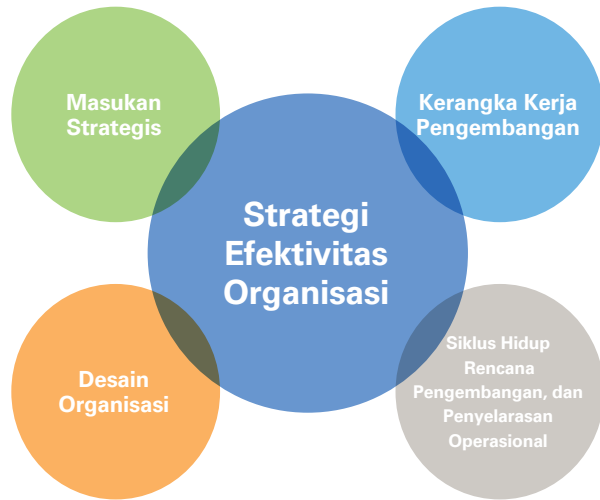 Masukan
Strategis
Kerangka Kerja
Pengembangan
Strategi
Efektivitas
Organisasi
Desain
Organisasi
Siklus Hidup
Rencana
Pengembangan, dan
Penyelarasan
Operasional